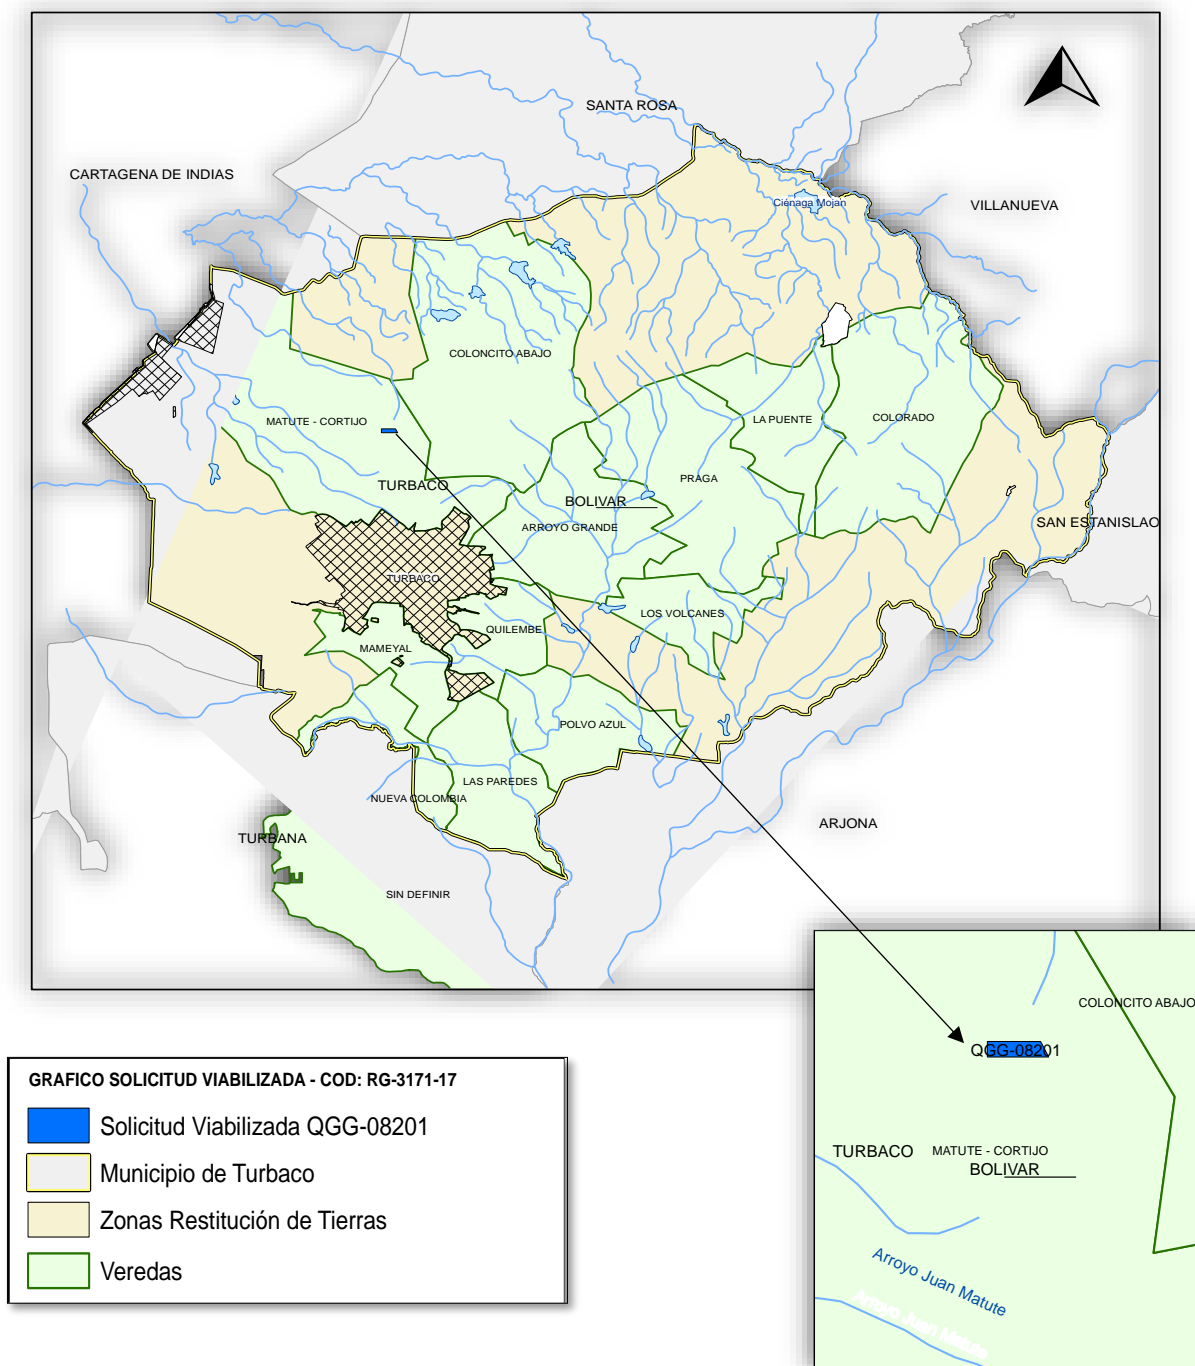 SANTA ROSA
CARTAGENA DE INDIAS
VILLANUEVA
Ciénaga Mojan
COLONCITO ABAJO
MATUTE - CORTIJO
LA PUENTE
COLORADO
PRAGA
TURBACO
BOLIVAR
ARROYO GRANDE
SAN ESTANISLAO
TURBACO
LOS VOLCANES
QUILEMBE
MAMEYAL
POLVO AZUL
LAS PAREDES
NUEVA COLOMBIA
ARJONA
TURBANA
SIN DEFINIR
COLONCITO ABAJO
QGG-08201
TURBACO
MATUTE - CORTIJO
BOLIVAR
Arroyo Juan Matute
Arroyo Juan Matute
GRAFICO SOLICITUD VIABILIZADA - COD: RG-3171-17
Solicitud Viabilizada QGG-08201
Municipio de Turbaco
Zonas Restitución de Tierras
Veredas